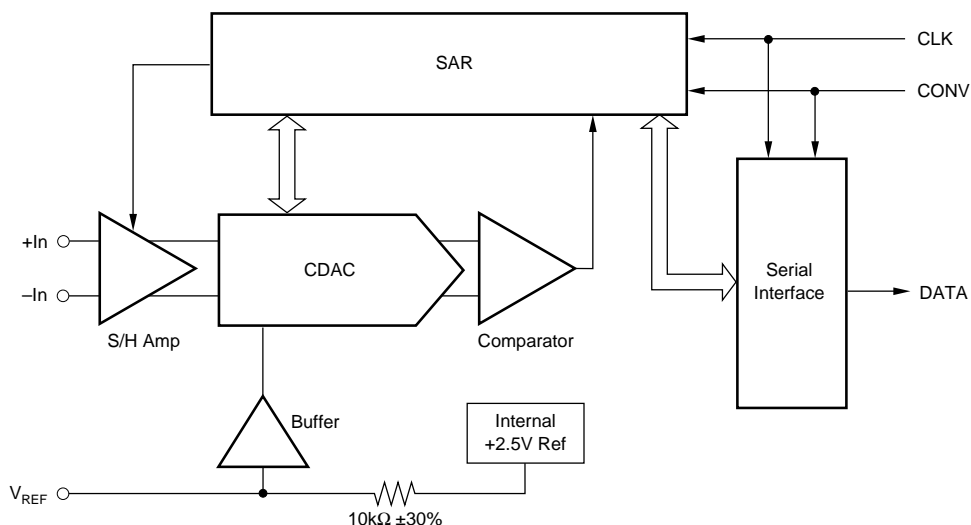 SAR
CLK
CONV
+In
–In
S/H Amp
CDAC
Comparator
Serial
Interface
DATA
Buffer
Internal
+2.5V Ref
VREF
10kΩ ±30%